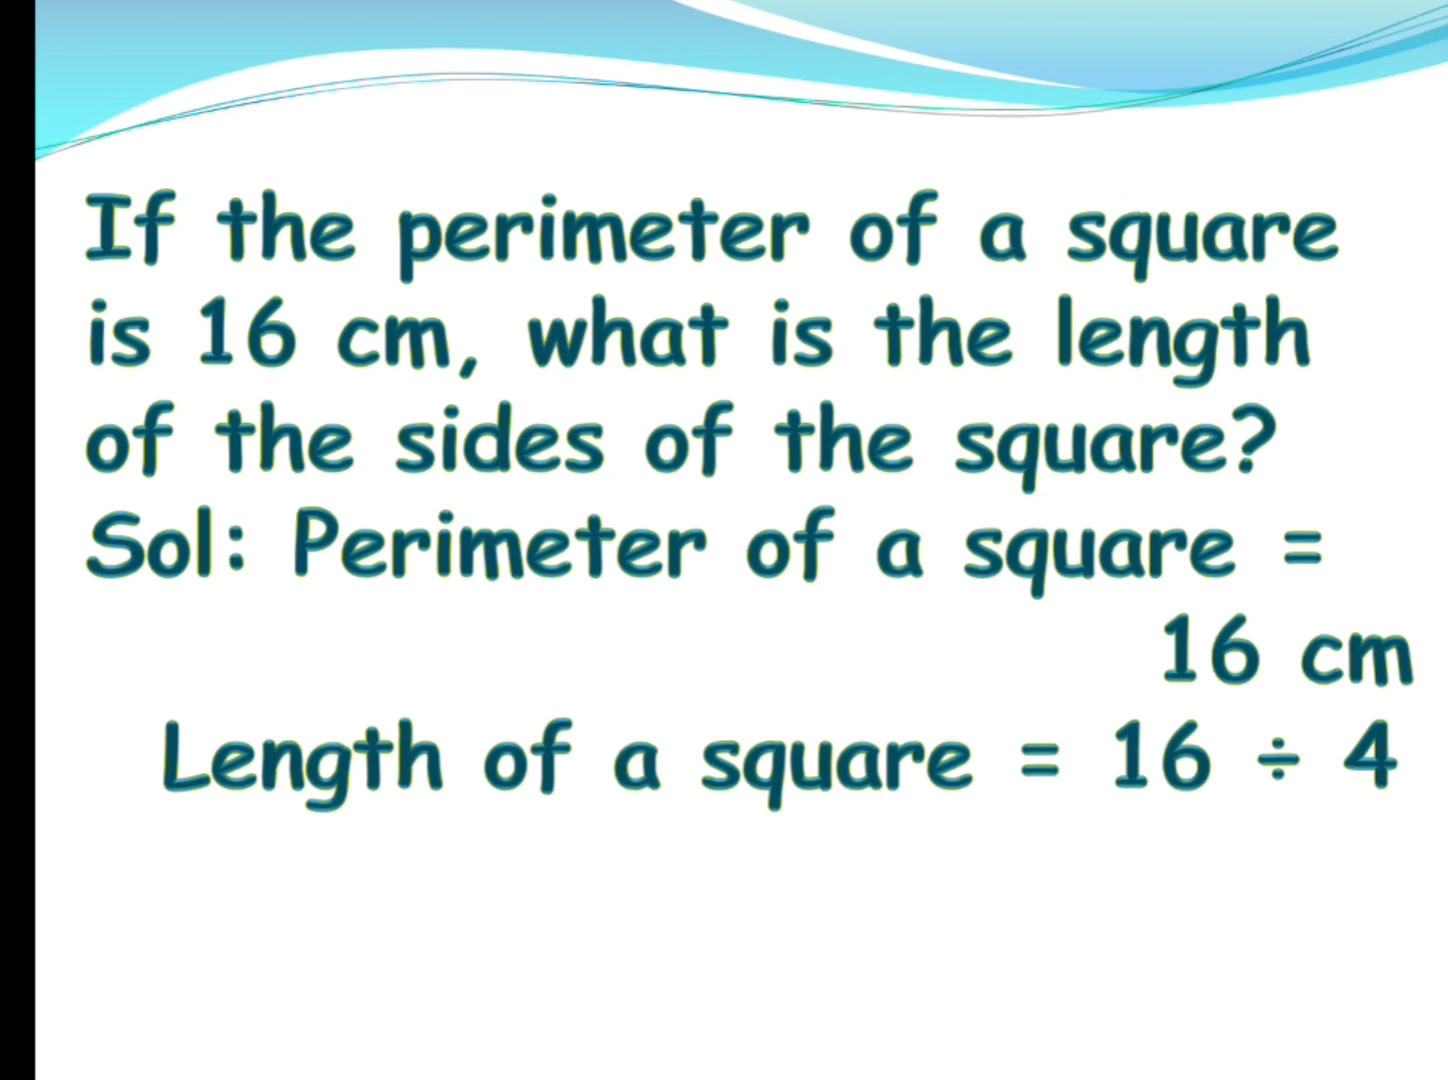 If the perimeter of a square
is 16 cm, what is the length
of the sides of the square?
Sol: Perimeter of a square =
16 cm
Length of a square = 16 ÷ 4